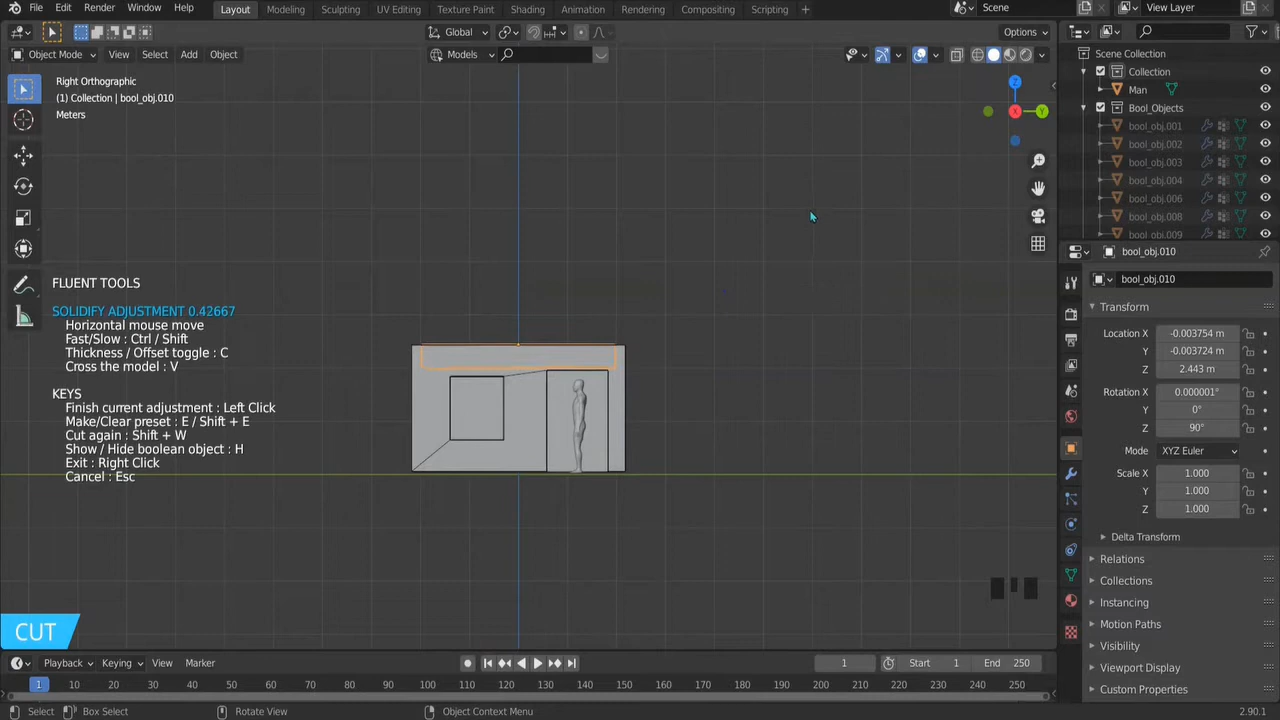 File Edit Render Window Help Layout Modeling Sculpting UV Editing Texture Paint Shading Animation Rendering Compositing Scripting + Scene View Layer
Global Options
Object Mode View Select Add Object Models
Right Orthographic
(1) Collection | bool_obj.010
Meters
Z
X
Y
Scene Collection
Collection
Man
Bool_Objects
bool_obj.001
bool_obj.002
bool_obj.003
bool_obj.004
bool_obj.006
bool_obj.008
bool_obj.009
bool_obj.010
bool_obj.010
Transform
Location X -0.003754 m
Y -0.003724 m
Z 2.443 m
Rotation X 0.000001°
Y 0°
Z 90°
Mode XYZ Euler
Scale X 1.000
Y 1.000
Z 1.000
Delta Transform
Relations
Collections
Instancing
Motion Paths
Visibility
Viewport Display
Custom Properties
FLUENT TOOLS
SOLIDIFY ADJUSTMENT 0.42667
Horizontal mouse move
Fast/Slow : Ctrl / Shift
Thickness / Offset toggle : C
Cross the model : V
KEYS
Finish current adjustment : Left Click
Make/Clear preset : E / Shift + E
Cut again : Shift + W
Show / Hide boolean object : H
Exit : Right Click
Cancel : Esc
CUT
Playback Keying View Marker 1 Start 1 End 250
1 10 20 30 40 50 60 70 80 90 100 110 120 130 140 150 160 170 180 190 200 210 220 230 240 250
Select Box Select Rotate View Object Context Menu 2.90.1